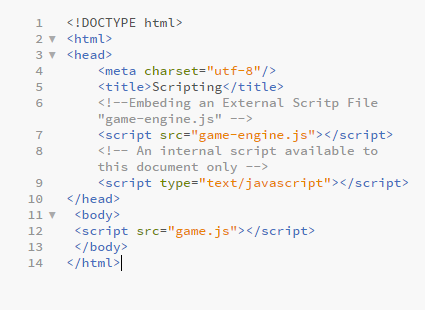 1 <!DOCTYPE html>
2 ▼ <html>
3 ▼ <head>
4 <meta charset="utf-8"/>
5 <title>Scripting</title>
6 <!--Embeding an External Scritp File
"game-engine.js" -->
7 <script src="game-engine.js"></script>
8 <!-- An internal script available to
this document only -->
9 <script type="text/javascript"></script>
10 </head>
11 ▼ <body>
12 <script src="game.js"></script>
13 </body>
14 </html>